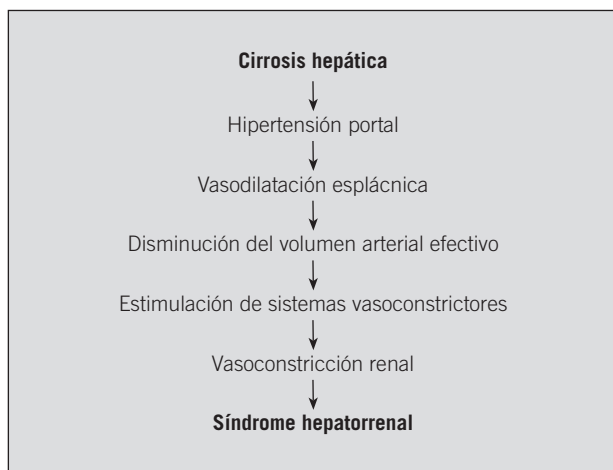 Cirrosis hepática
Hipertensión portal
Vasodilatación esplácnica
Disminución del volumen arterial efectivo
Estimulación de sistemas vasoconstrictores
Vasoconstricción renal
Síndrome hepatorrenal